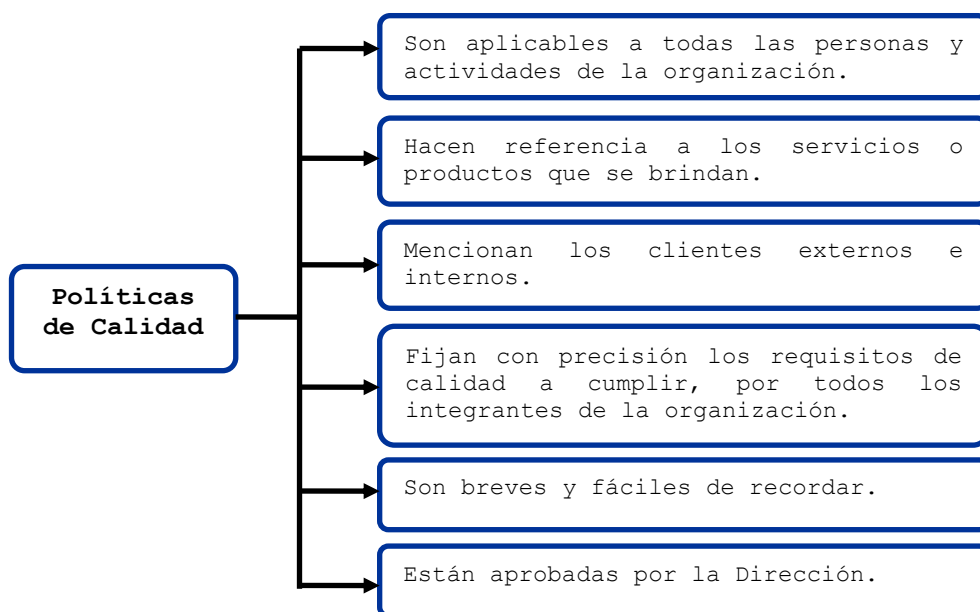 Son aplicables a todas las personas y
actividades de la organización.
Hacen referencia a los servicios o
productos que se brindan.
Mencionan los clientes externos e
internos.
Políticas
de Calidad
Fijan con precisión los requisitos de
calidad a cumplir, por todos los
integrantes de la organización.
Son breves y fáciles de recordar.
Están aprobadas por la Dirección.